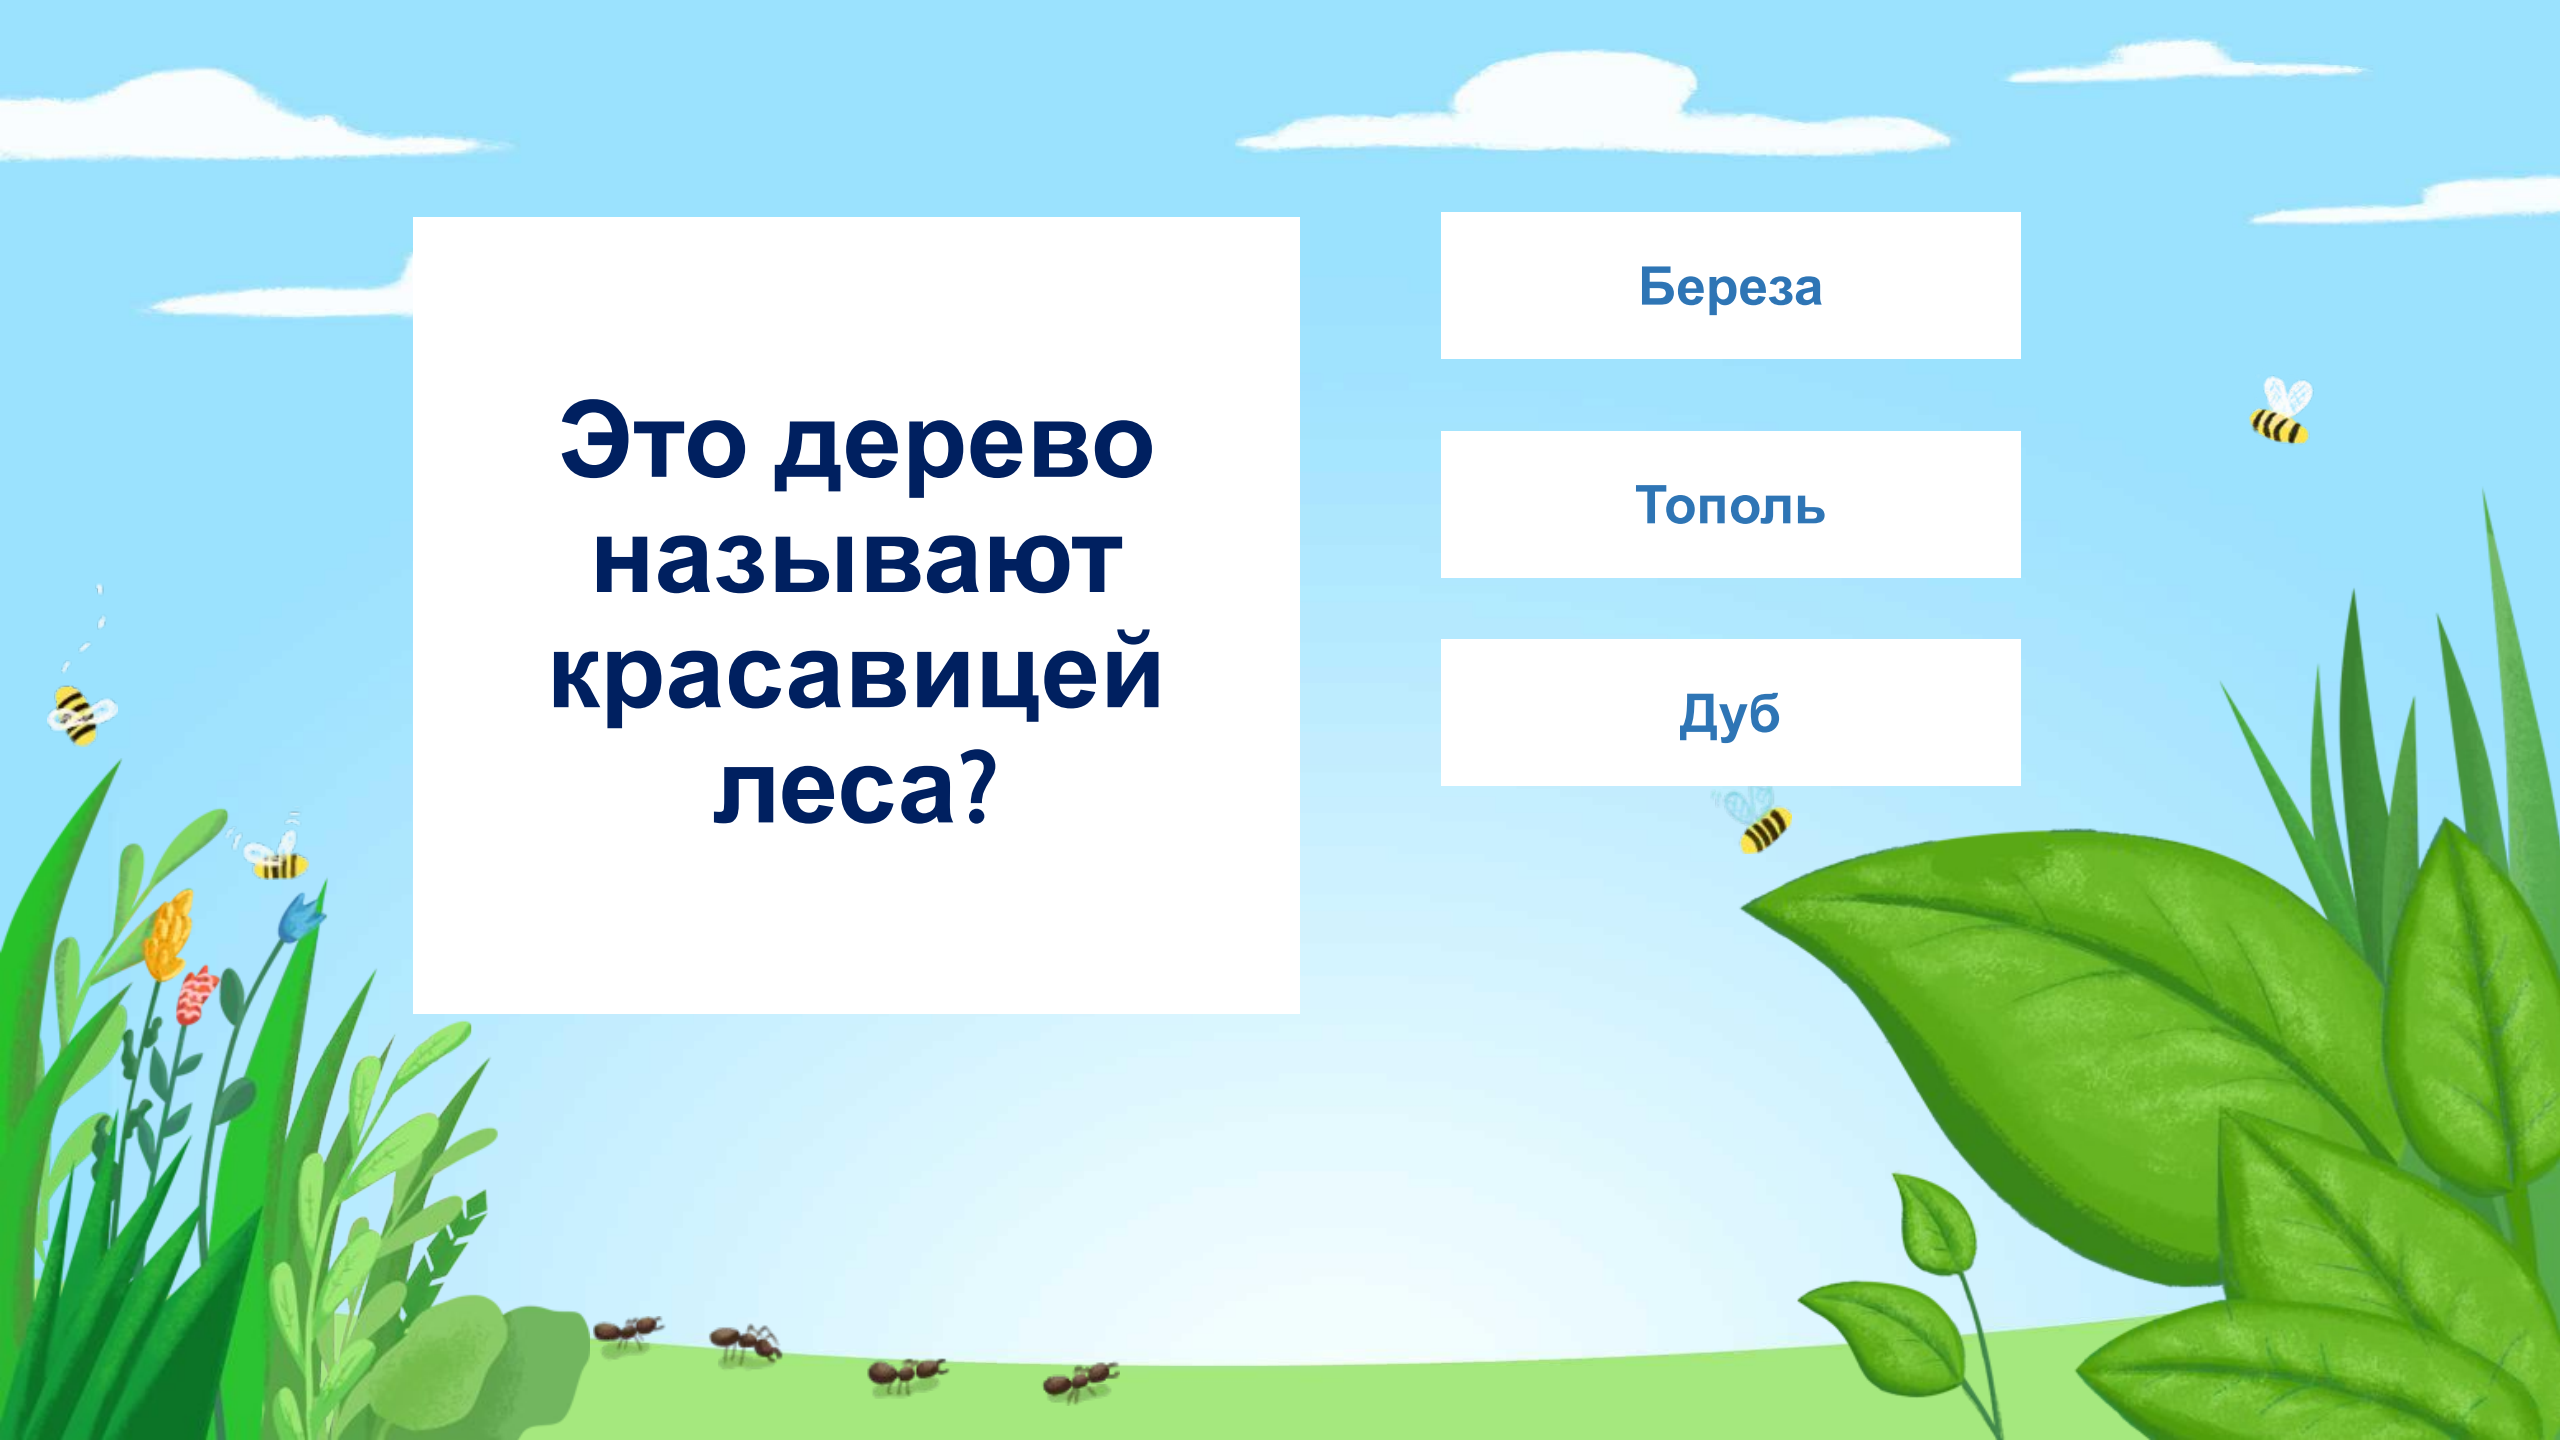 Это дерево
называют
красавицей
леса?
Береза
Тополь
Дуб